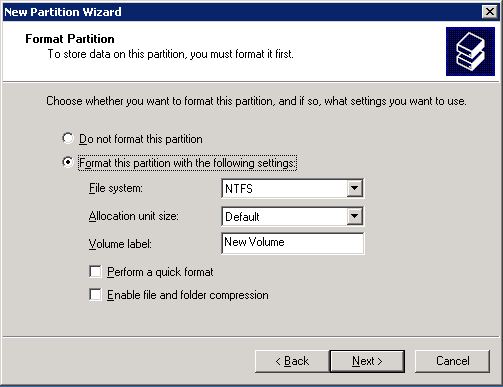 New Partition Wizard
Format Partition
To store data on this partition, you must format it first.
Choose whether you want to format this partition, and if so, what settings you want to use.
Do not format this partition
Format this partition with the following settings:
File system: NTFS
Allocation unit size: Default
Volume label: New Volume
Perform a quick format
Enable file and folder compression
< Back Next > Cancel